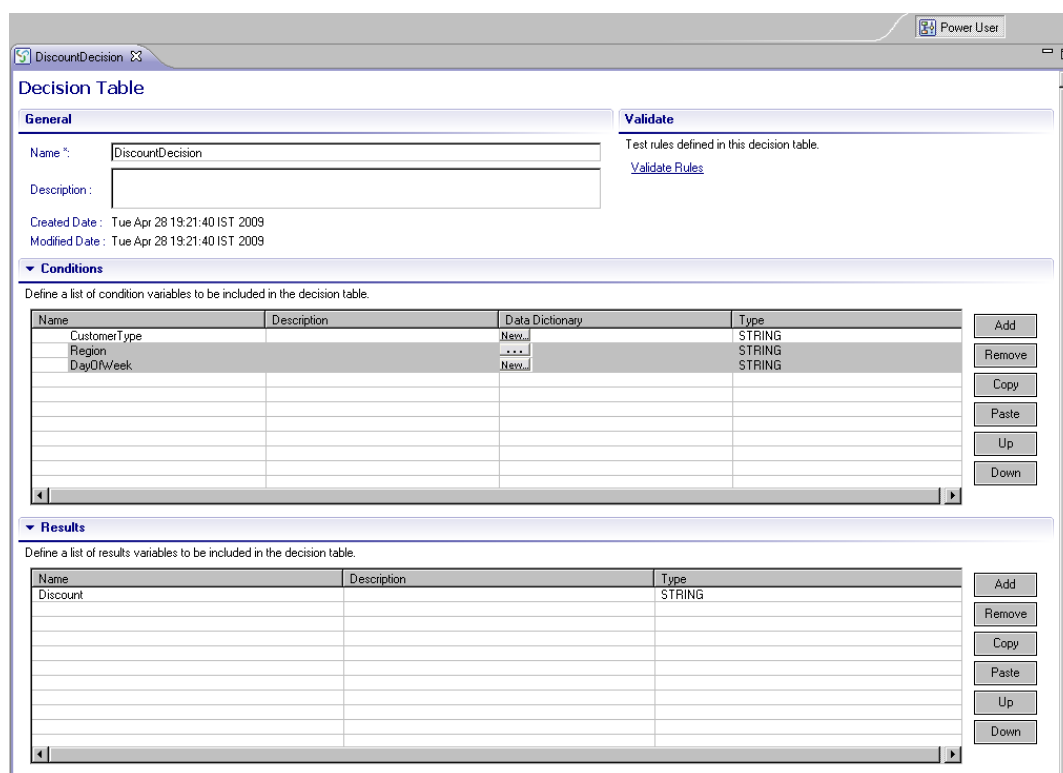 Power User
DiscountDecision
Decision Table
General
Validate
Name *: DiscountDecision
Test rules defined in this decision table.
Validate Rules
Description :
Created Date : Tue Apr 28 19:21:40 IST 2009
Modified Date : Tue Apr 28 19:21:40 IST 2009
Conditions
Define a list of condition variables to be included in the decision table.
Name Description Data Dictionary Type
CustomerType New... STRING
Region ... STRING
DayOfWeek New... STRING
Add
Remove
Copy
Paste
Up
Down
Results
Define a list of results variables to be included in the decision table.
Name Description Type
Discount STRING
Add
Remove
Copy
Paste
Up
Down